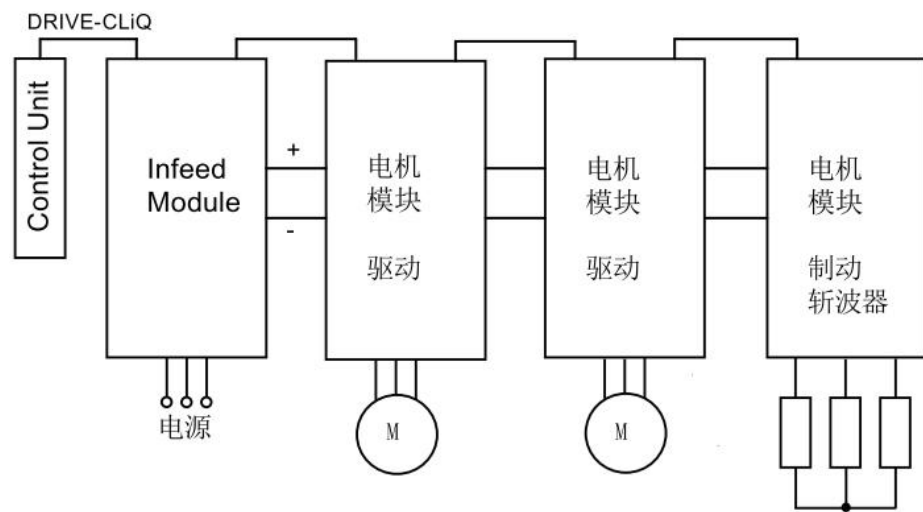 DRIVE-CLiQ
Control Unit
Infeed
Module
+
-
电源
电机
模块
驱动
M
电机
模块
驱动
M
电机
模块
制动
斩波器